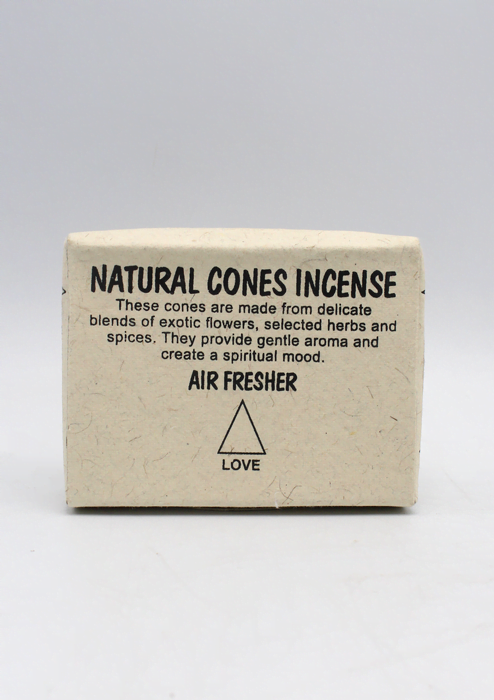 NATURAL CONES INCENSE
These cones are made from delicate
blends of exotic flowers, selected herbs and
spices. They provide gentle aroma and
create a spiritual mood.
AIR FRESHER
LOVE